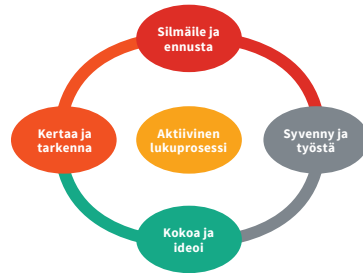 Silmäile ja
ennusta
Kertaa ja
tarkenna
Aktiivinen
lukuprosessi
Syvenny ja
työstä
Kokoa ja
ideoi